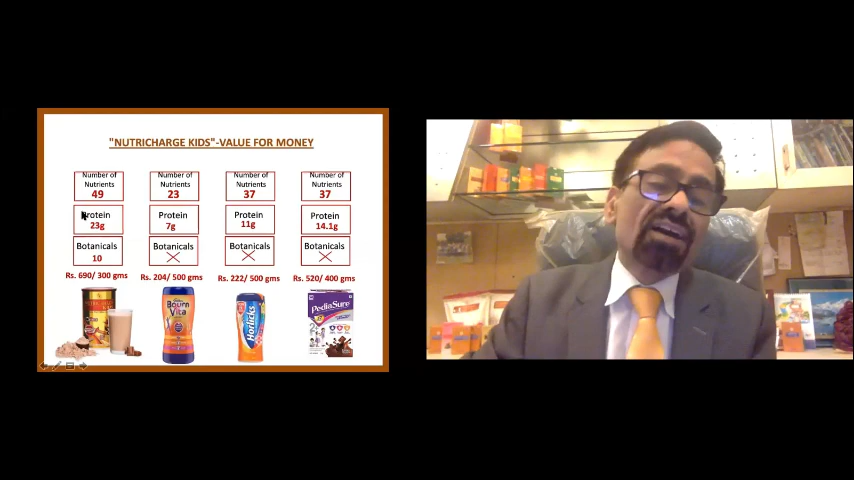 "NUTRICHARGE KIDS"-VALUE FOR MONEY
Number of
Nutrients
49
Number of
Nutrients
23
Number of
Nutrients
37
Number of
Nutrients
37
Protein
23g
Protein
7g
Protein
11g
Protein
14.1g
Botanicals
10
Botanicals
Botanicals
Botanicals
Rs. 690/ 300 gms
Rs. 204/ 500 gms
Rs. 222/ 500 gms
Rs. 520/ 400 gms
Bourn
Vita
Horlicks
PediaSure